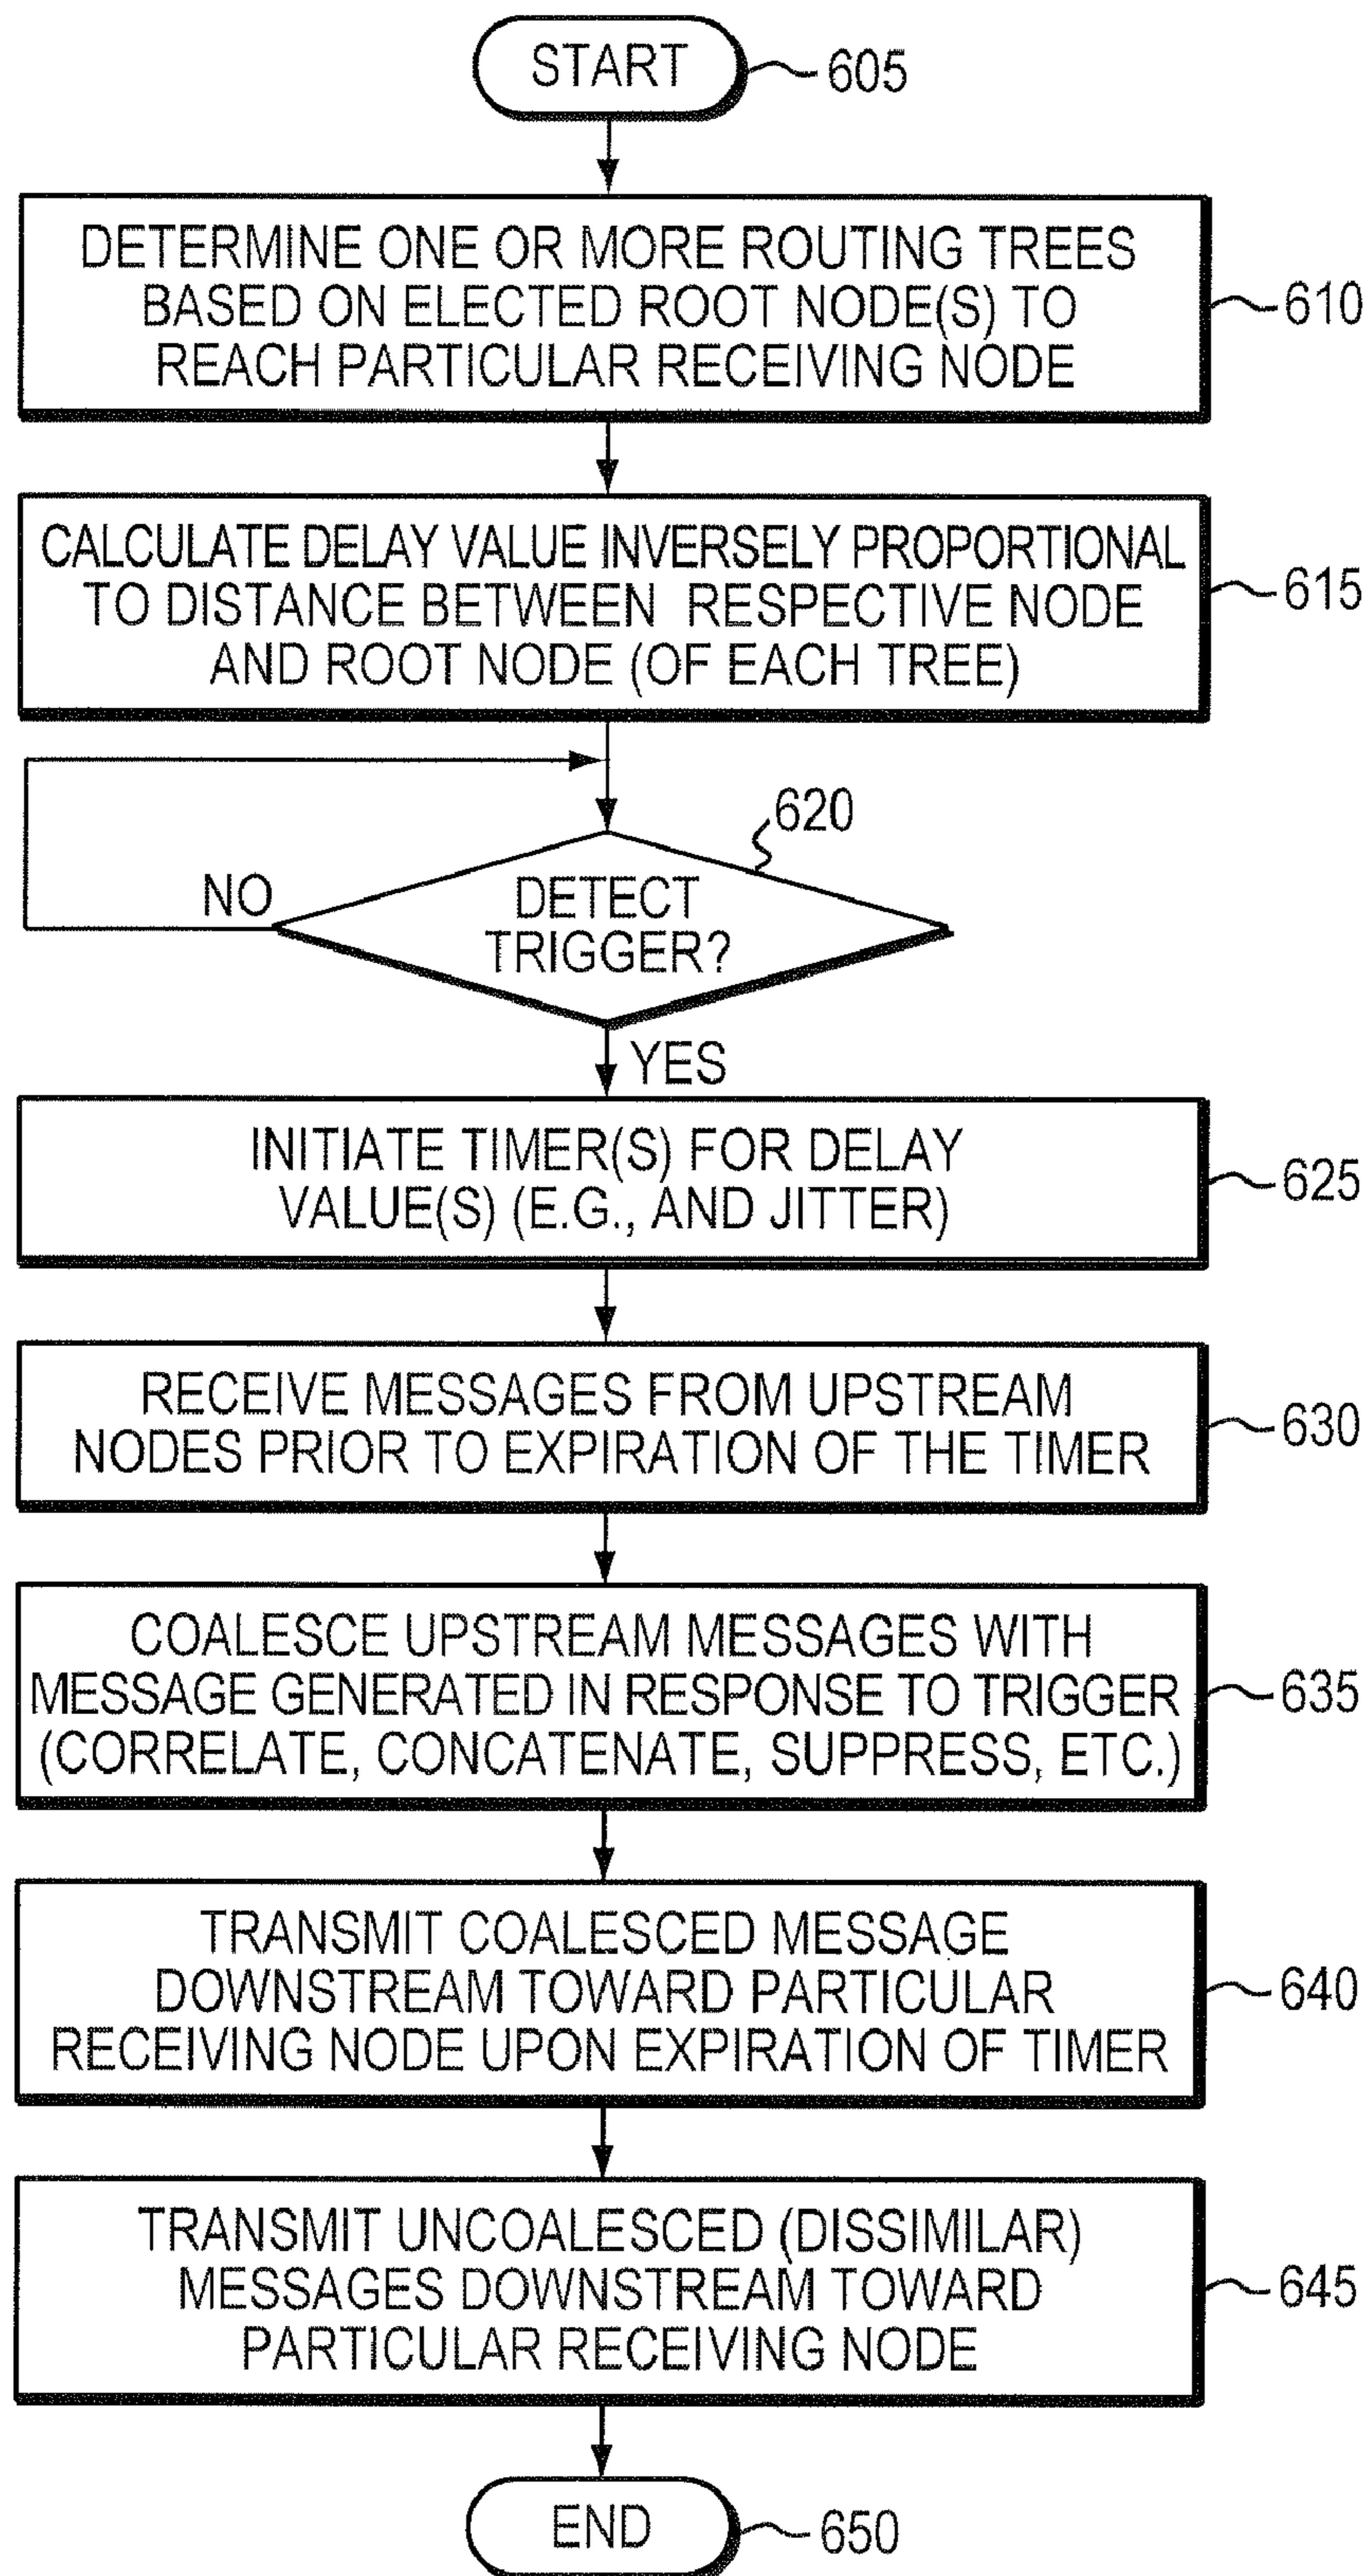 START
605
DETERMINE ONE OR MORE ROUTING TREES
BASED ON ELECTED ROOT NODE(S) TO
REACH PARTICULAR RECEIVING NODE
610
CALCULATE DELAY VALUE INVERSELY PROPORTIONAL
TO DISTANCE BETWEEN RESPECTIVE NODE
AND ROOT NODE (OF EACH TREE)
615
620
NO
DETECT
TRIGGER?
YES
INITIATE TIMER(S) FOR DELAY
VALUE(S) (E.G., AND JITTER)
625
RECEIVE MESSAGES FROM UPSTREAM
NODES PRIOR TO EXPIRATION OF THE TIMER
630
COALESCE UPSTREAM MESSAGES WITH
MESSAGE GENERATED IN RESPONSE TO TRIGGER
(CORRELATE, CONCATENATE, SUPPRESS, ETC.)
635
TRANSMIT COALESCED MESSAGE
DOWNSTREAM TOWARD PARTICULAR
RECEIVING NODE UPON EXPIRATION OF TIMER
640
TRANSMIT UNCOALESCED (DISSIMILAR)
MESSAGES DOWNSTREAM TOWARD
PARTICULAR RECEIVING NODE
645
END
650